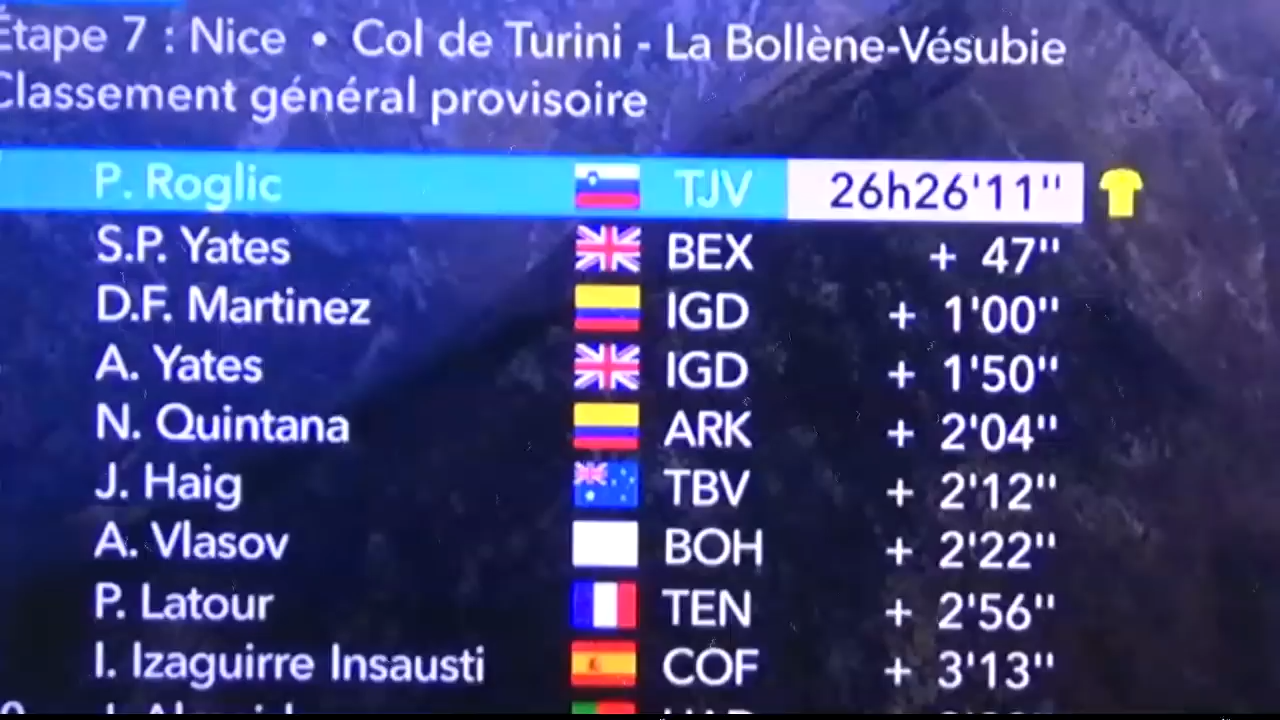 Étape 7 : Nice • Col de Turini - La Bollène-Vésubie
Classement général provisoire
P. Roglic TJV 26h26'11"
S.P. Yates BEX + 47"
D.F. Martinez IGD + 1'00"
A. Yates IGD + 1'50"
N. Quintana ARK + 2'04"
J. Haig TBV + 2'12"
A. Vlasov BOH + 2'22"
P. Latour TEN + 2'56"
I. Izaguirre Insausti COF + 3'13"